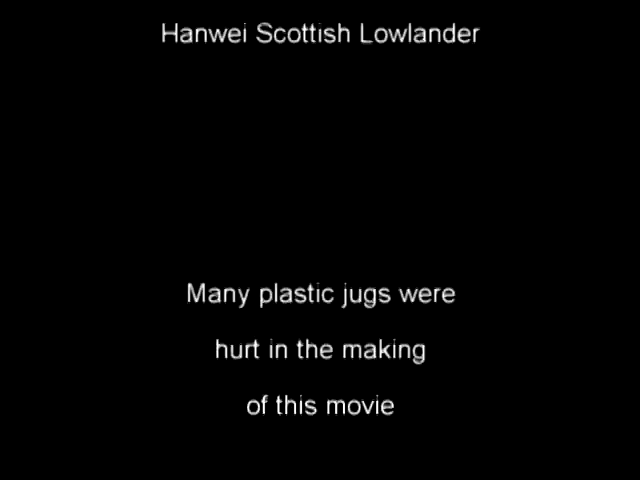 Hanwei Scottish Lowlander
Many plastic jugs were
hurt in the making
of this movie